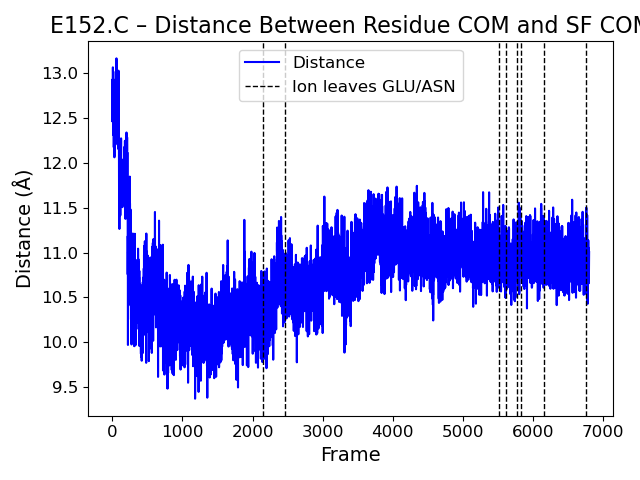 E152.C – Distance Between Residue COM and SF COM
Distance
Ion leaves GLU/ASN
Distance (Å)
13.0
12.5
12.0
11.5
11.0
10.5
10.0
9.5
0 1000 2000 3000 4000 5000 6000 7000
Frame